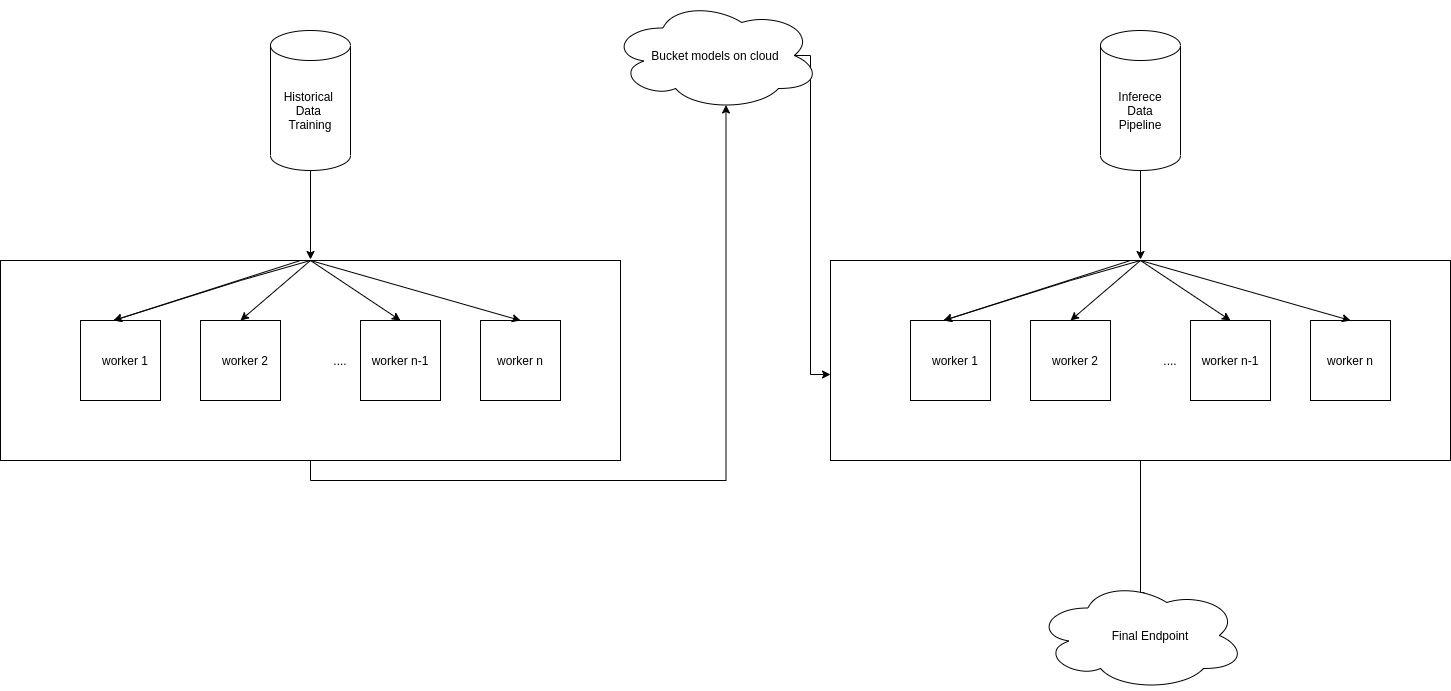 Bucket models on cloud
Historical
Data
Training
Inferece
Data
Pipeline
worker 1
worker 2
....
worker n-1
worker n
worker 1
worker 2
....
worker n-1
worker n
Final Endpoint